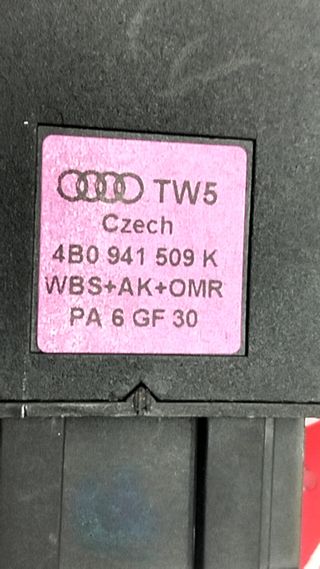 TW5
Czech
4B0 941 509 K
WBS+AK+OMR
PA 6 GF 30